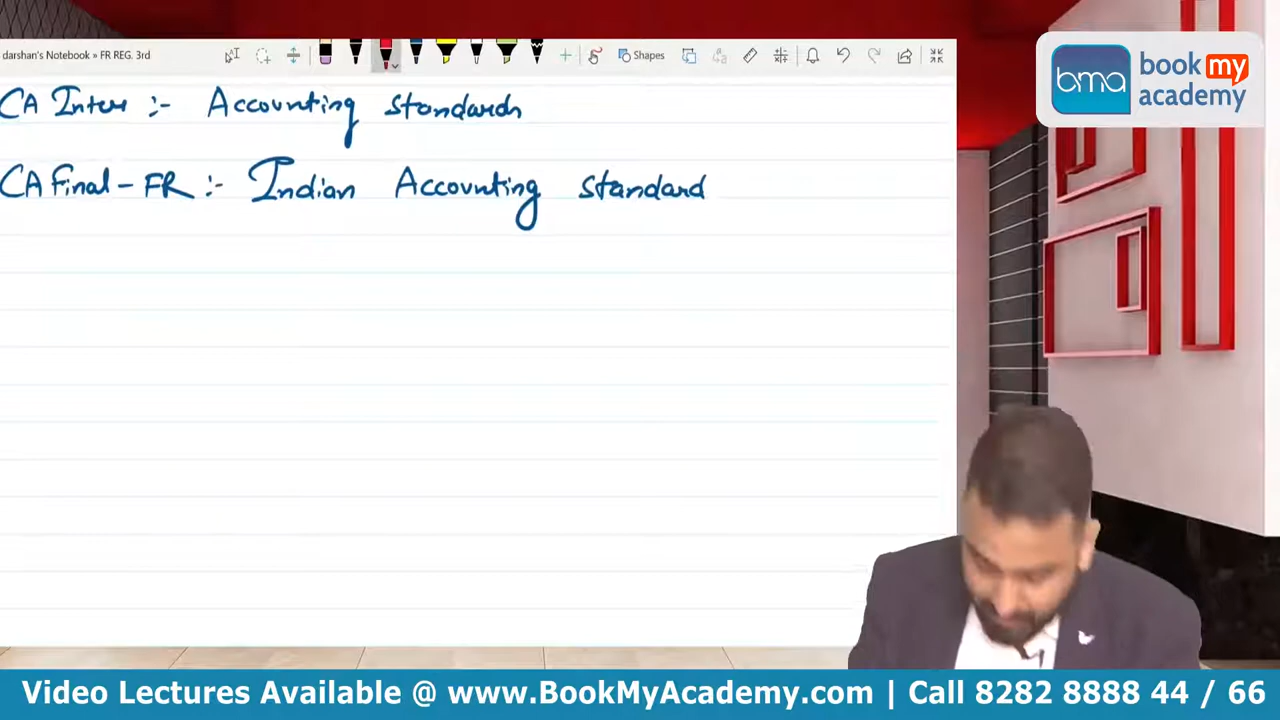 darshan's Notebook » FR REG. 3rd
Shapes
CA Inter :- Accounting standards
CA Final - FR :- Indian Accounting standard
bma
book my academy
Video Lectures Available @ www.BookMyAcademy.com | Call 8282 8888 44 / 66